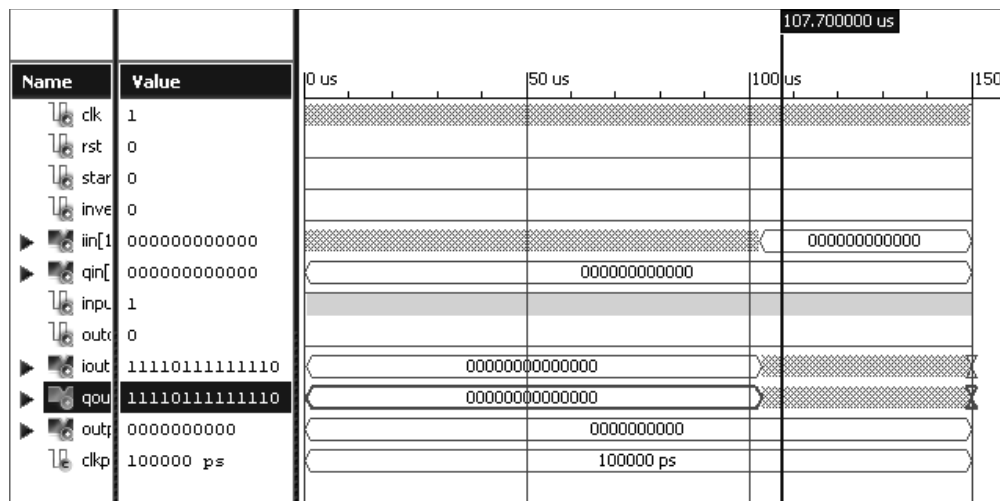 107.700000 us
Name Value 0 us 50 us 100 us 150
clk 1
rst 0
star 0
inve 0
iin[1 000000000000 000000000000
qin[ 000000000000 000000000000
inpu 1
outc 0
iout 11110111111110 00000000000000
qou 11110111111110 00000000000000
outp 0000000000 0000000000
clkp 100000 ps 100000 ps